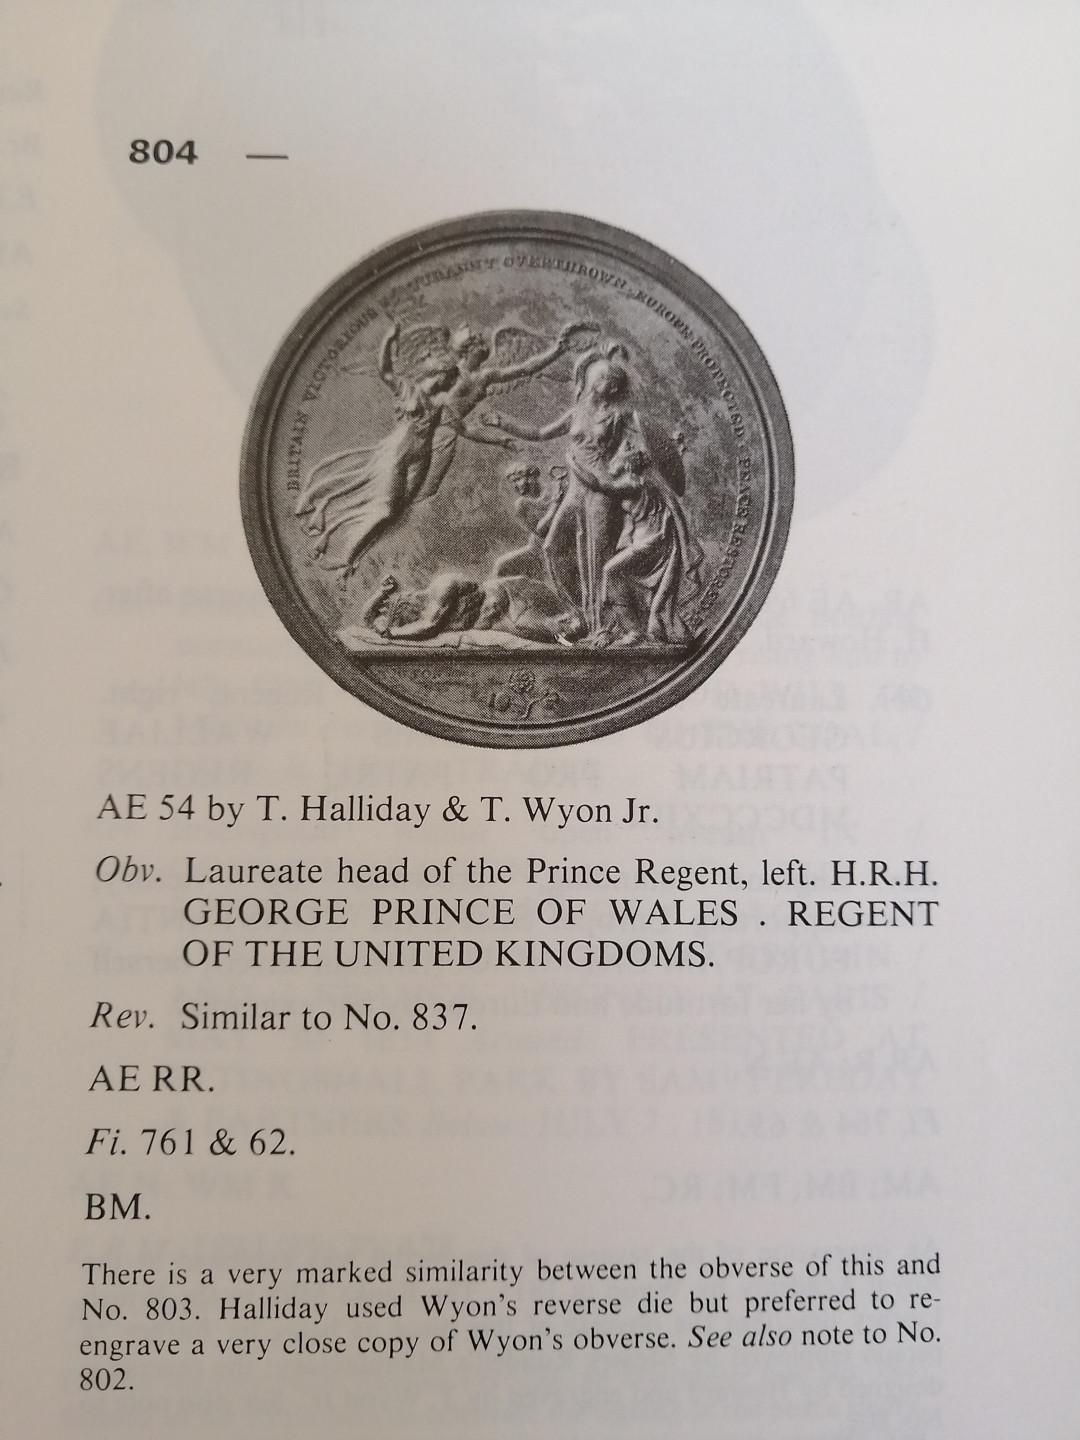 804 —
BRITAIN VICTORIOUS TYRANNY OVERTHROWN. EUROPE PROTECTED. PEACE RESTORED.
AE 54 by T. Halliday & T. Wyon Jr.
Obv. Laureate head of the Prince Regent, left. H.R.H.
GEORGE PRINCE OF WALES . REGENT
OF THE UNITED KINGDOMS.
Rev. Similar to No. 837.
AE RR.
Fi. 761 & 62.
BM.
There is a very marked similarity between the obverse of this and
No. 803. Halliday used Wyon's reverse die but preferred to re-
engrave a very close copy of Wyon's obverse. See also note to No.
802.